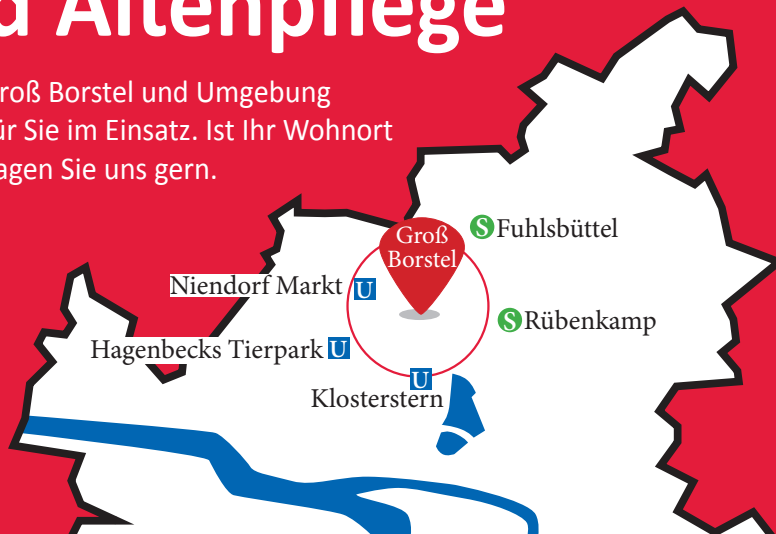 d Altenpflege
roß Borstel und Umgebung
ür Sie im Einsatz. Ist Ihr Wohnort
agen Sie uns gern.
Groß
Borstel
S Fuhlsbüttel
Niendorf Markt U
S Rübenkamp
Hagenbecks Tierpark U
U
Klosterstern